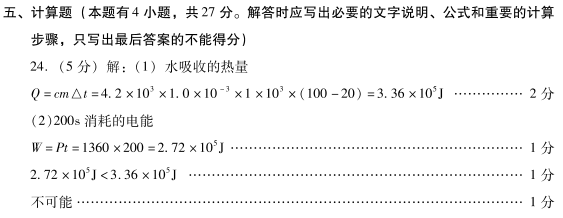 五、计算题（本题有4小题，共27分。解答时应写出必要的文字说明、公式和重要的计算
步骤，只写出最后答案的不能得分）
24.（5分）解：(1) 水吸收的热量
Q=cm△t=4.2×10³×1.0×10⁻³×1×10³×(100-20)=3.36×10⁵J …………… 2分
(2)200s消耗的电能
W=Pt=1360×200=2.72×10⁵J ………………………………………………… 1分
2.72×10⁵J<3.36×10⁵J ……………………………………………………… 1分
不可能 ………………………………………………………………………… 1分